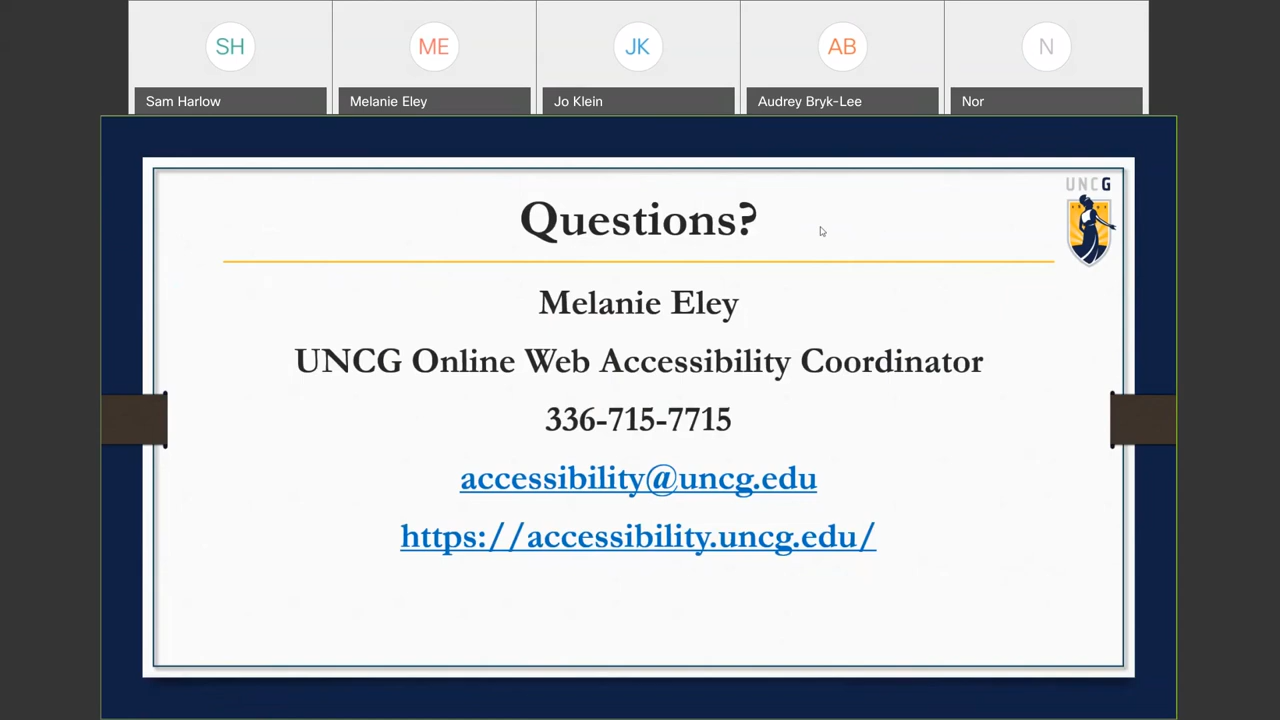 SH
ME
JK
AB
N
Sam Harlow
Melanie Eley
Jo Klein
Audrey Bryk-Lee
Nor
UNCG
Questions?
Melanie Eley
UNCG Online Web Accessibility Coordinator
336-715-7715
accessibility@uncg.edu
https://accessibility.uncg.edu/